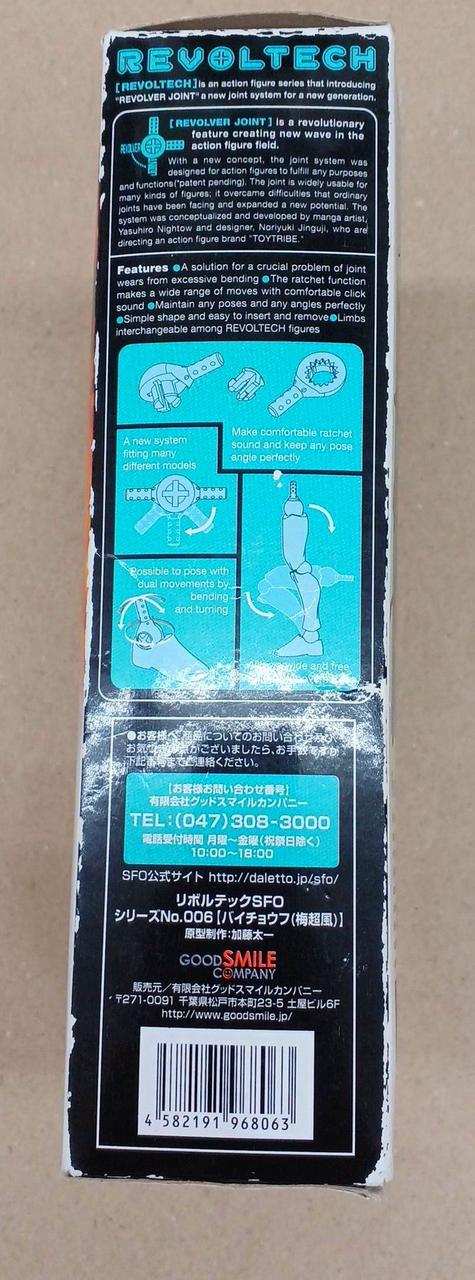 REVOLTECH
[REVOLTECH] is an action figure series that introducing
"REVOLVER JOINT" a new joint system for a new generation.
REVOLVER
[REVOLVER JOINT] is a revolutionary
feature creating new wave in the
action figure field.
With a new concept, the joint system was
designed for action figures to fulfill any purposes
and functions(*patent pending). The joint is widely usable for
many kinds of figures; it overcame difficulties that ordinary
joints have been facing and expanded a new potential. The
system was conceptualized and developed by manga artist,
Yasuhiro Nightow and designer, Noriyuki Jinguji, who are
directing an action figure brand "TOYTRIBE."
Features ●A solution for a crucial problem of joint
wears from excessive bending ●The ratchet function
makes a wide range of moves with comfortable click
sound ●Maintain any poses and any angles perfectly
●Simple shape and easy to insert and remove●Limbs
interchangeable among REVOLTECH figures
A new system
fitting many
different models
Make comfortable ratchet
sound and keep any pose
angle perfectly
Possible to pose with
dual movements by
bending
and turning
wide and free
●お客様へ 商品についてのお問い合わせ
お気 がございましたら、お手数ですが
下記番号までご連絡ください。
【お客様お問い合わせ番号】
有限会社グッドスマイルカンパニー
TEL:(047)308-3000
電話受付時間 月曜～金曜(祝祭日除く)
10:00～18:00
SFO公式サイト http://daletto.jp/sfo/
リボルテックSFO
シリーズNo.006【バイチョウフ(梅超風)】
原型制作:加藤太一
GOOD SMILE
COMPANY
販売元／有限会社グッドスマイルカンパニー
〒271-0091 千葉県松戸市本町23-5 土屋ビル6F
http://www.goodsmile.jp/
4 582191 968063